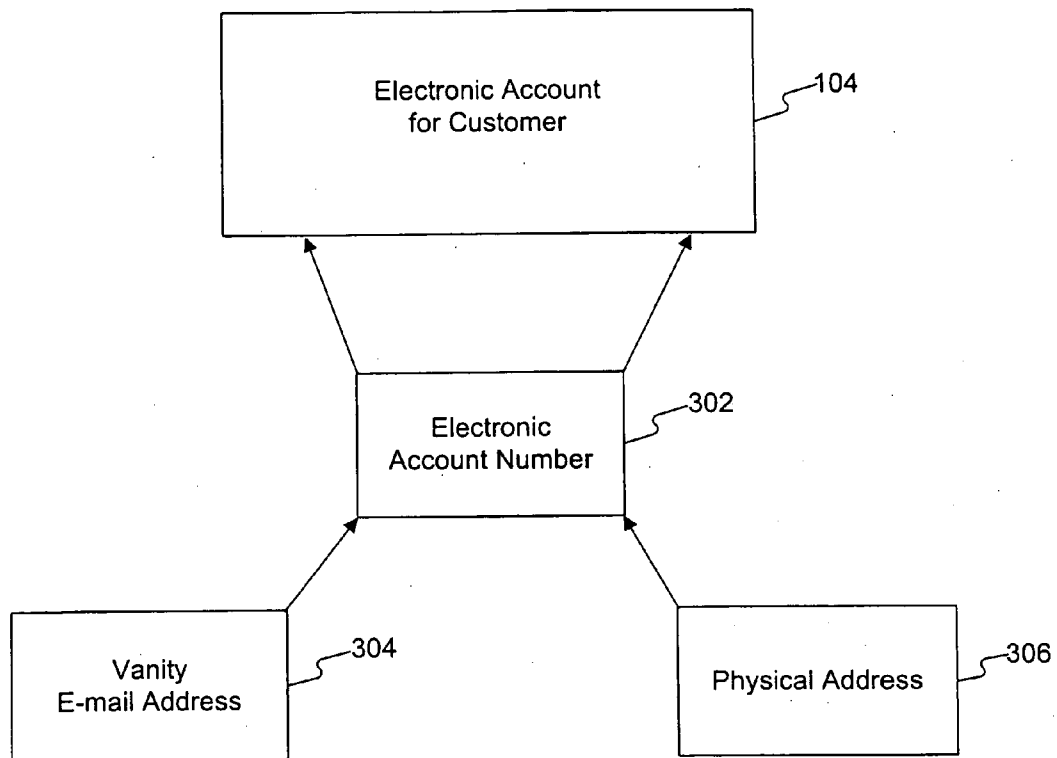 Electronic Account
for Customer
104
Electronic
Account Number
302
Vanity
E-mail Address
304
Physical Address
306